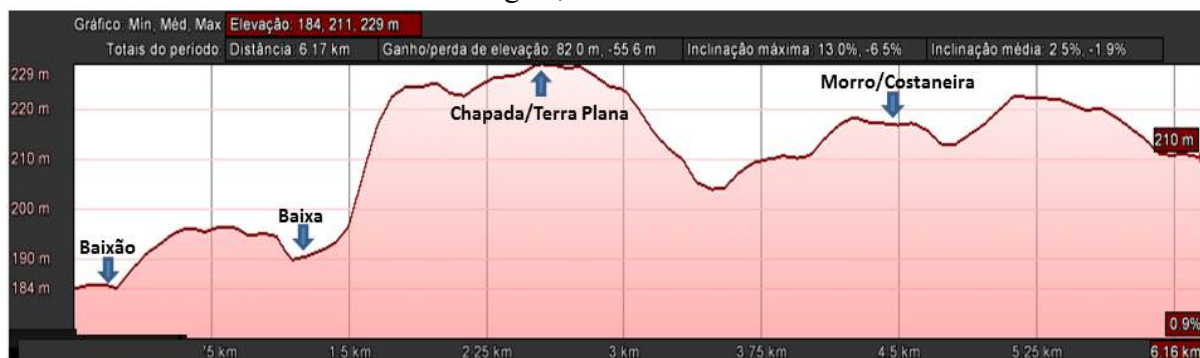 Gráfico: Min, Méd, Max Elevação: 184, 211, 229 m
Totais do período: Distância: 6.17 km Ganho/perda de elevação: 82.0 m, -55.6 m Inclinação máxima: 13.0%, -6.5% Inclinação média: 2.5%, -1.9%
229 m
Morro/Costaneira
220 m
Chapada/Terra Plana
210 m
210 m
200 m
Baixa
Baixão
190 m
184 m
0.9%
75 km 1.5 km 2.25 km 3 km 3.75 km 4.5 km 5.25 km 6.16 km